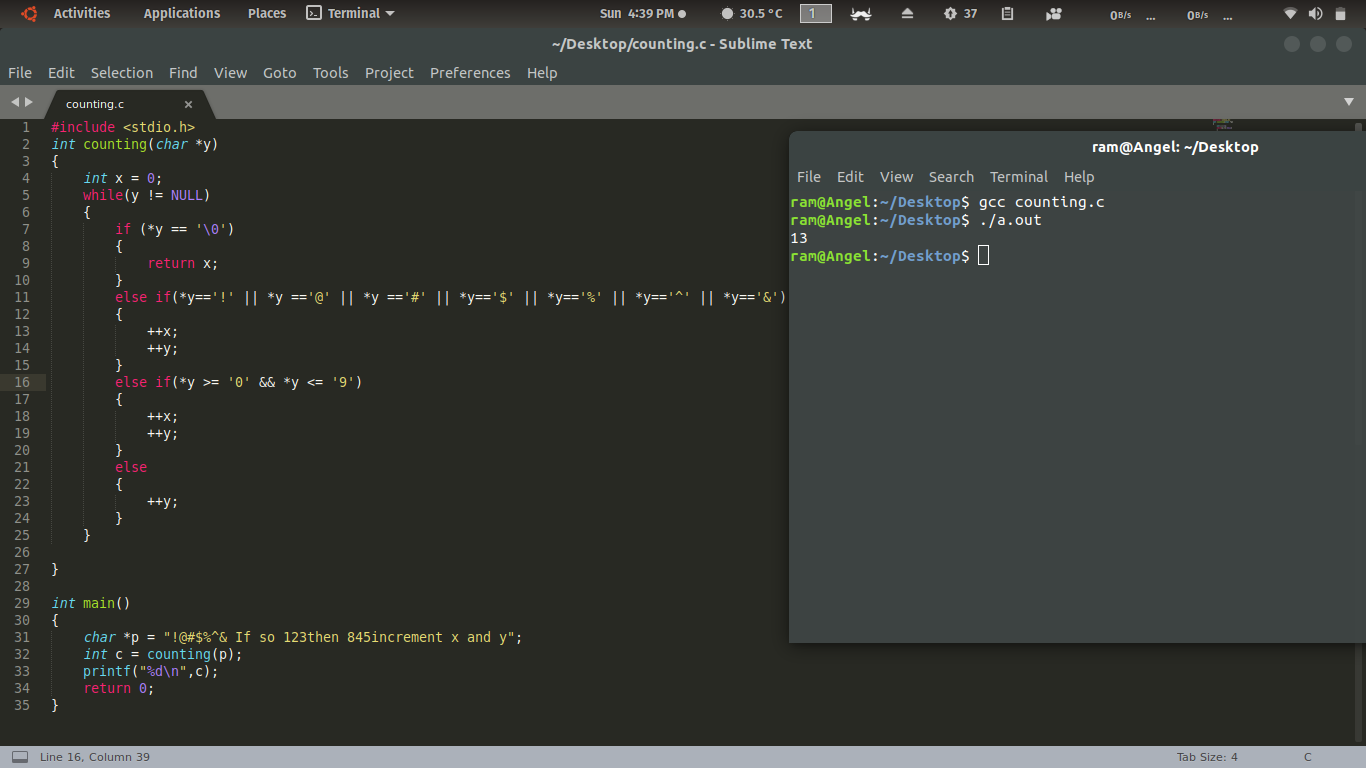 Activities Applications Places Terminal Sun 4:39 PM 30.5 °C 1 37 0B/s ... 0B/s ...
~/Desktop/counting.c - Sublime Text
File Edit Selection Find View Goto Tools Project Preferences Help
counting.c ×
1 #include <stdio.h>
2 int counting(char *y)
3 {
4 int x = 0;
5 while(y != NULL)
6 {
7 if (*y == '\0')
8 {
9 return x;
10 }
11 else if(*y=='!' || *y =='@' || *y =='#' || *y=='$' || *y=='%' || *y=='^' || *y=='&')
12 {
13 ++x;
14 ++y;
15 }
16 else if(*y >= '0' && *y <= '9')
17 {
18 ++x;
19 ++y;
20 }
21 else
22 {
23 ++y;
24 }
25 }
26
27 }
28
29 int main()
30 {
31 char *p = "!@#$%^& If so 123then 845increment x and y";
32 int c = counting(p);
33 printf("%d\n",c);
34 return 0;
35 }
ram@Angel: ~/Desktop
File Edit View Search Terminal Help
ram@Angel:~/Desktop$ gcc counting.c
ram@Angel:~/Desktop$ ./a.out
13
ram@Angel:~/Desktop$
Line 16, Column 39 Tab Size: 4 C